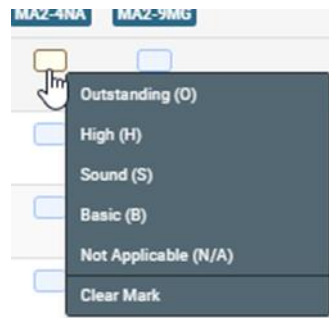 MA2-4NA MA2-9MG
Outstanding (O)
High (H)
Sound (S)
Basic (B)
Not Applicable (N/A)
Clear Mark